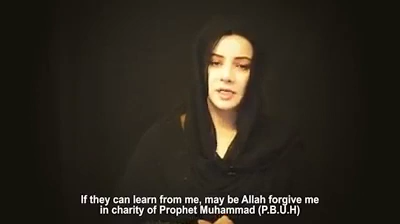 If they can learn from me, may be Allah forgive me
in charity of Prophet Muhammad (P.B.U.H)